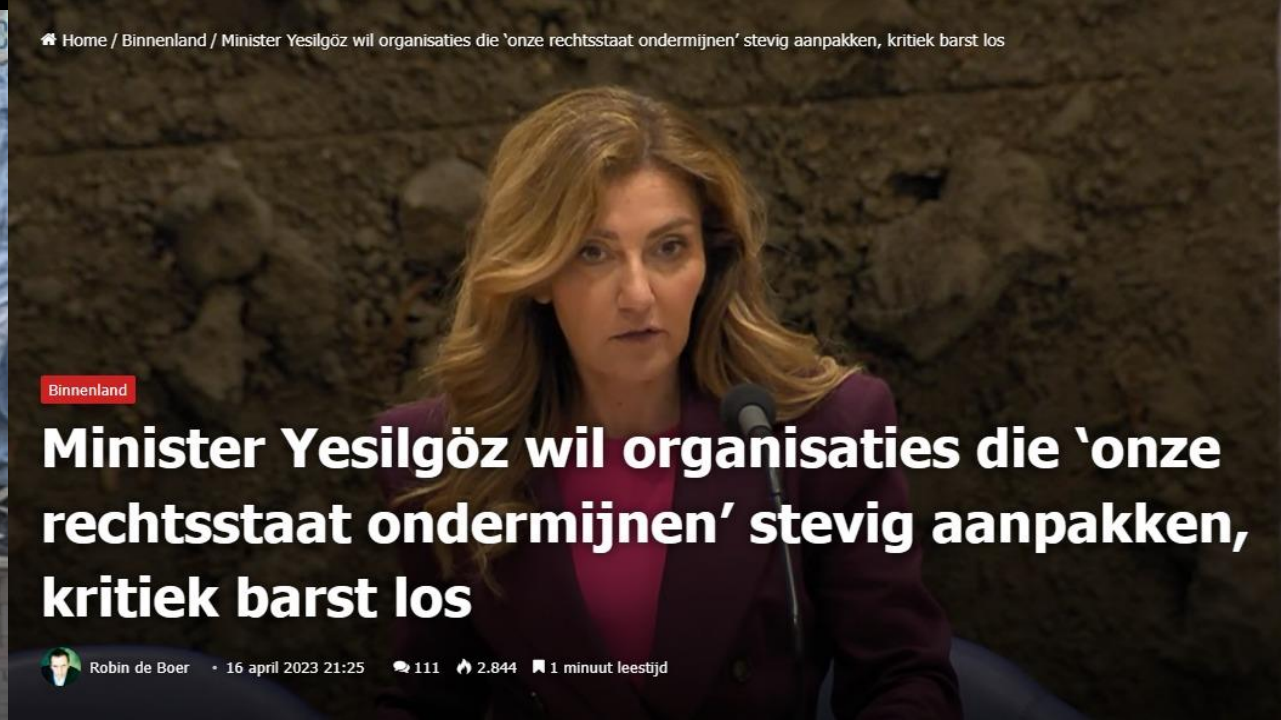 Home / Binnenland / Minister Yesilgöz wil organisaties die ‘onze rechtsstaat ondermijnen’ stevig aanpakken, kritiek barst los
Binnenland
Minister Yesilgöz wil organisaties die ‘onze
rechtsstaat ondermijnen’ stevig aanpakken,
kritiek barst los
Robin de Boer • 16 april 2023 21:25 111 2.844 1 minuut leestijd